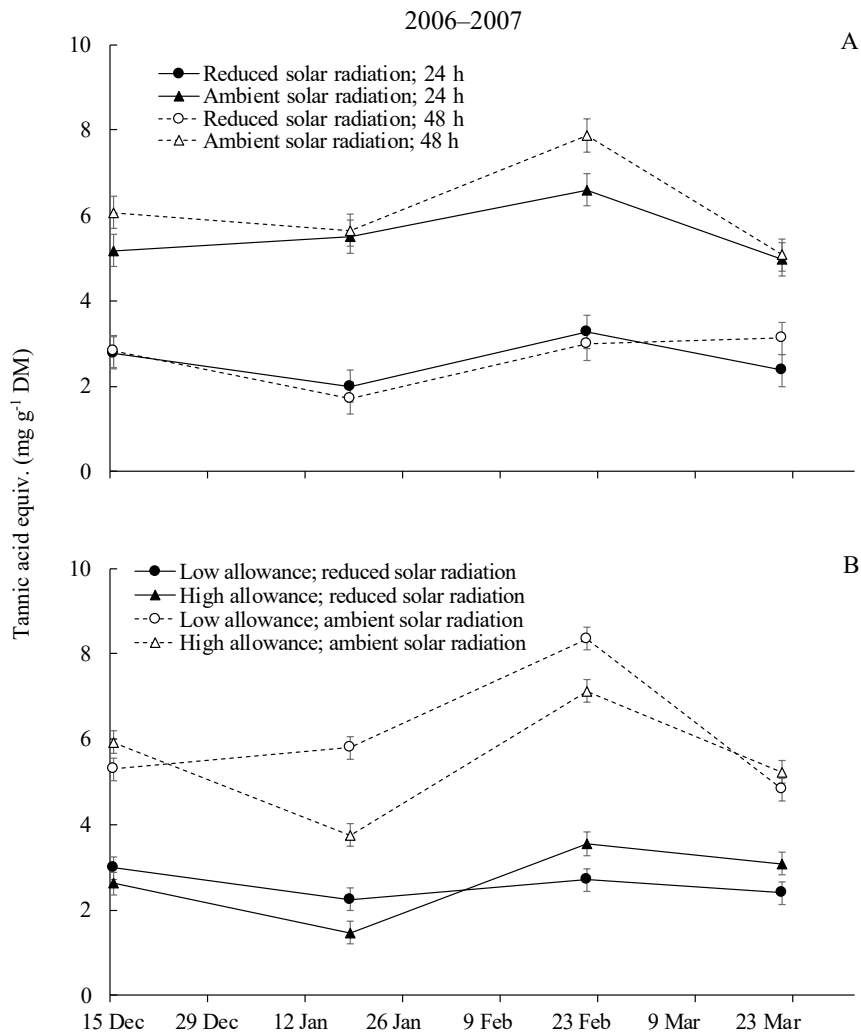 2006–2007
A
10
8
6
4
2
0
Reduced solar radiation; 24 h
Ambient solar radiation; 24 h
Reduced solar radiation; 48 h
Ambient solar radiation; 48 h
Tannic acid equiv. (mg g-1 DM)
B
10
8
6
4
2
0
Low allowance; reduced solar radiation
High allowance; reduced solar radiation
Low allowance; ambient solar radiation
High allowance; ambient solar radiation
15 Dec 29 Dec 12 Jan 26 Jan 9 Feb 23 Feb 9 Mar 23 Mar